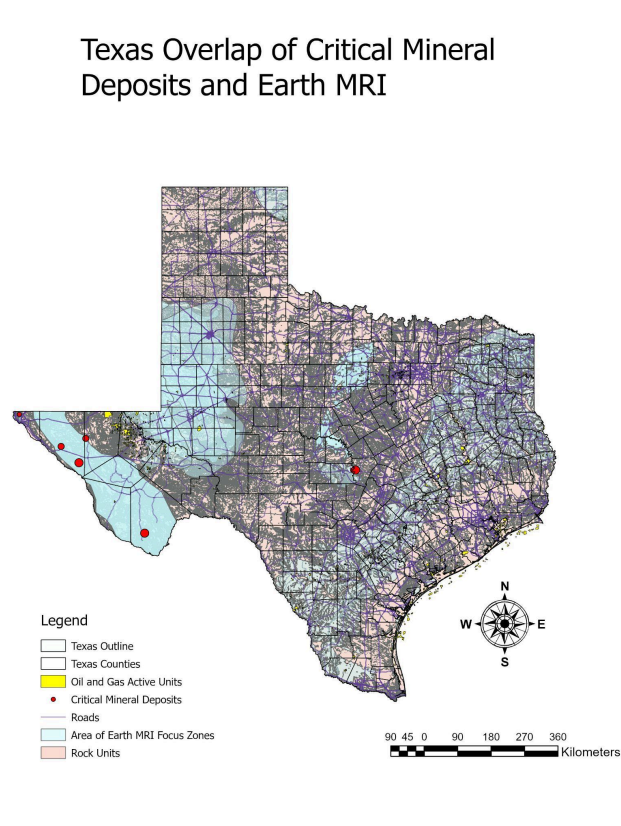 Texas Overlap of Critical Mineral
Deposits and Earth MRI
N
W
E
S
Legend
Texas Outline
Texas Counties
Oil and Gas Active Units
Critical Mineral Deposits
Roads
Area of Earth MRI Focus Zones
Rock Units
90 45 0 90 180 270 360
Kilometers